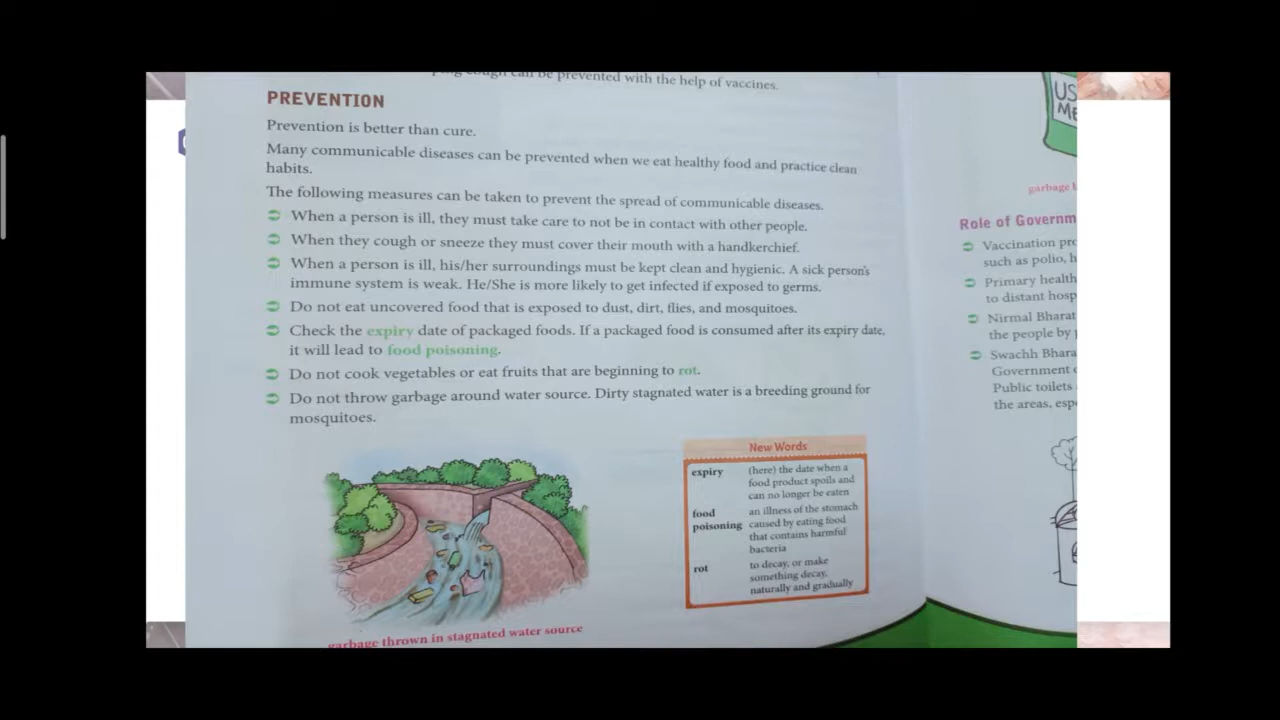 cough can be prevented with the help of vaccines.
PREVENTION
Prevention is better than cure.
Many communicable diseases can be prevented when we eat healthy food and practice clean
habits.
The following measures can be taken to prevent the spread of communicable diseases.
When a person is ill, they must take care to not be in contact with other people.
When they cough or sneeze they must cover their mouth with a handkerchief.
When a person is ill, his/her surroundings must be kept clean and hygienic. A sick person's
immune system is weak. He/She is more likely to get infected if exposed to germs.
Do not eat uncovered food that is exposed to dust, dirt, flies, and mosquitoes.
Check the expiry date of packaged foods. If a packaged food is consumed after its expiry date,
it will lead to food poisoning.
Do not cook vegetables or eat fruits that are beginning to rot.
Do not throw garbage around water source. Dirty stagnated water is a breeding ground for
mosquitoes.
garbage thrown in stagnated water source
New Words
expiry (here) the date when a
food product spoils and
can no longer be eaten
food an illness of the stomach
poisoning caused by eating food
that contains harmful
bacteria
rot to decay, or make
something decay,
naturally and gradually
US
ME
garbage
Role of Governm
Vaccination pro
such as polio, h
Primary health
to distant hosp
Nirmal Bharat
the people by
Swachh Bhara
Government
Public toilets
the areas, esp